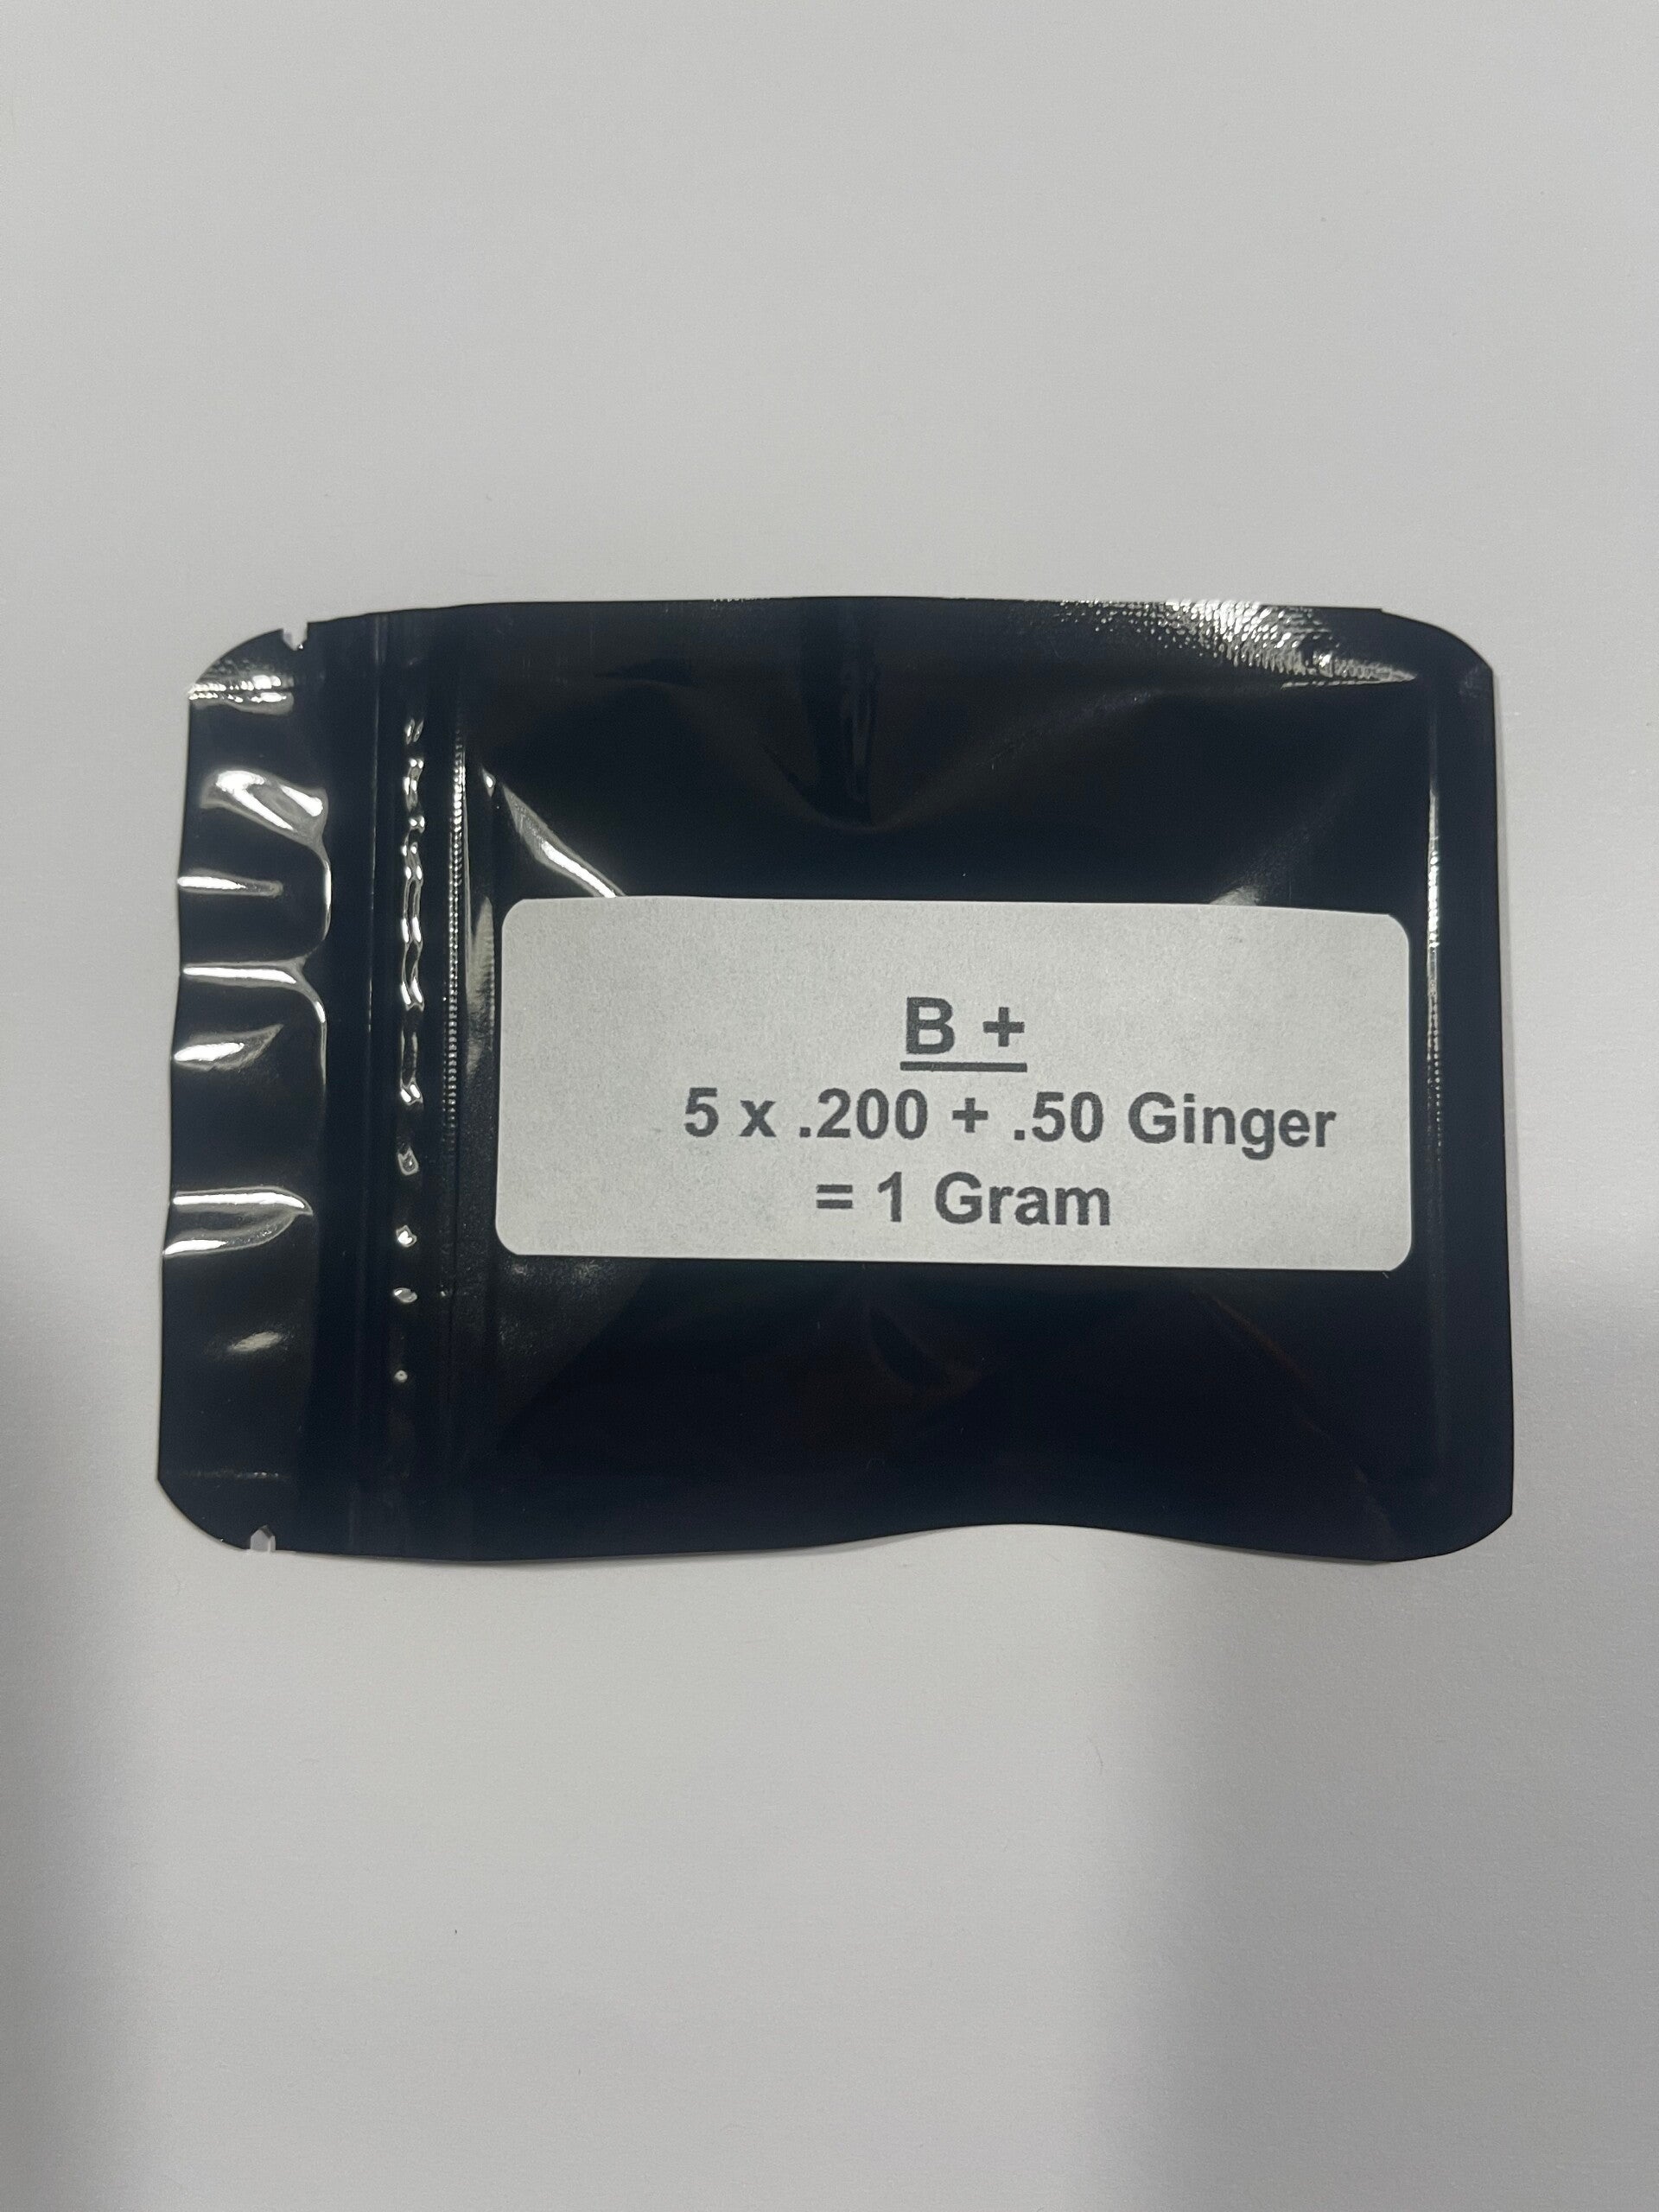 B +
5 x .200 + .50 Ginger
= 1 Gram